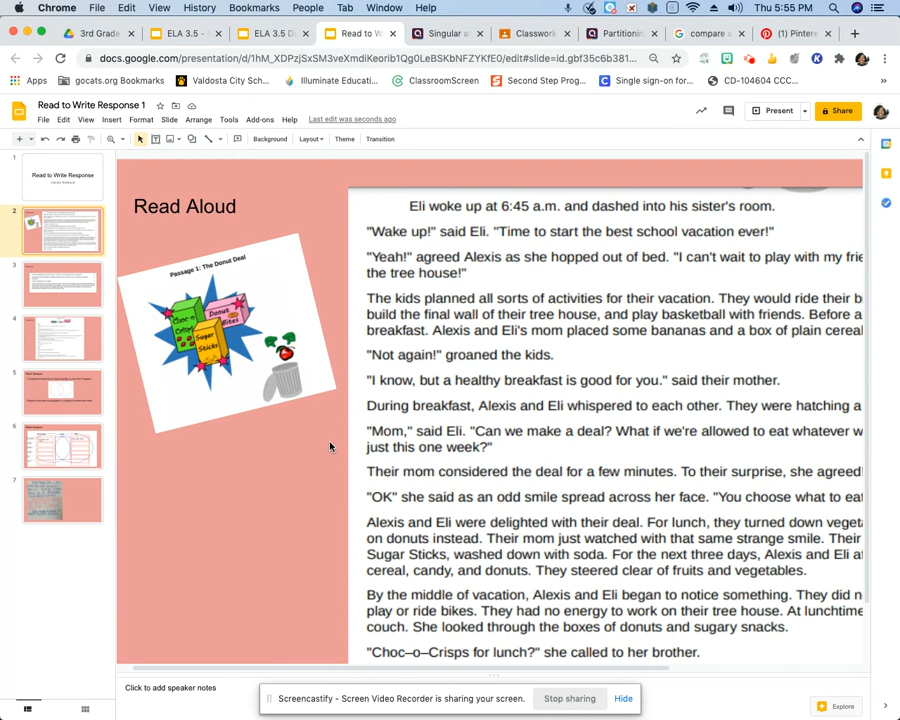 Chrome File Edit View History Bookmarks People Tab Window Help
Thu 5:55 PM
3rd Grade
ELA 3.5 -
ELA 3.5 D
Read to W
Singular a
Classwork
Partitioning
compare a
Pinter
docs.google.com/presentation/d/1hM_XDPzjSxSM3veXmdiKeorib1Qg0LeBSKbNFZYKfE0/edit#slide=id.gbf35c6b381...
Apps gocats.org Bookmarks Valdosta City Sch... Illuminate Educati... ClassroomScreen Second Step Prog... Single sign-on for... CD-104604 CCC...
Read to Write Response 1
File Edit View Insert Format Slide Arrange Tools Add-ons Help Last edit was seconds ago
Present
Share
Background Layout Theme Transition
1
Read to Write Response
2
3
4
5
6
7
Read Aloud
Passage 1: The Donut Deal
Choc-o
Crisps
Donut
Bites
Sugar
Sticks
Eli woke up at 6:45 a.m. and dashed into his sister's room.
"Wake up!" said Eli. "Time to start the best school vacation ever!"
"Yeah!" agreed Alexis as she hopped out of bed. "I can't wait to play with my frie
the tree house!"
The kids planned all sorts of activities for their vacation. They would ride their b
build the final wall of their tree house, and play basketball with friends. Before a
breakfast. Alexis and Eli's mom placed some bananas and a box of plain cereal
"Not again!" groaned the kids.
"I know, but a healthy breakfast is good for you." said their mother.
During breakfast, Alexis and Eli whispered to each other. They were hatching a
"Mom," said Eli. "Can we make a deal? What if we're allowed to eat whatever w
just this one week?"
Their mom considered the deal for a few minutes. To their surprise, she agreed
"OK" she said as an odd smile spread across her face. "You choose what to eat
Alexis and Eli were delighted with their deal. For lunch, they turned down veget
on donuts instead. Their mom just watched with that same strange smile. Their
Sugar Sticks, washed down with soda. For the next three days, Alexis and Eli at
cereal, candy, and donuts. They steered clear of fruits and vegetables.
By the middle of vacation, Alexis and Eli began to notice something. They did n
play or ride bikes. They had no energy to work on their tree house. At lunchtime
couch. She looked through the boxes of donuts and sugary snacks.
"Choc–o–Crisps for lunch?" she called to her brother.
Click to add speaker notes
Screencastify - Screen Video Recorder is sharing your screen.
Stop sharing
Hide
Explore